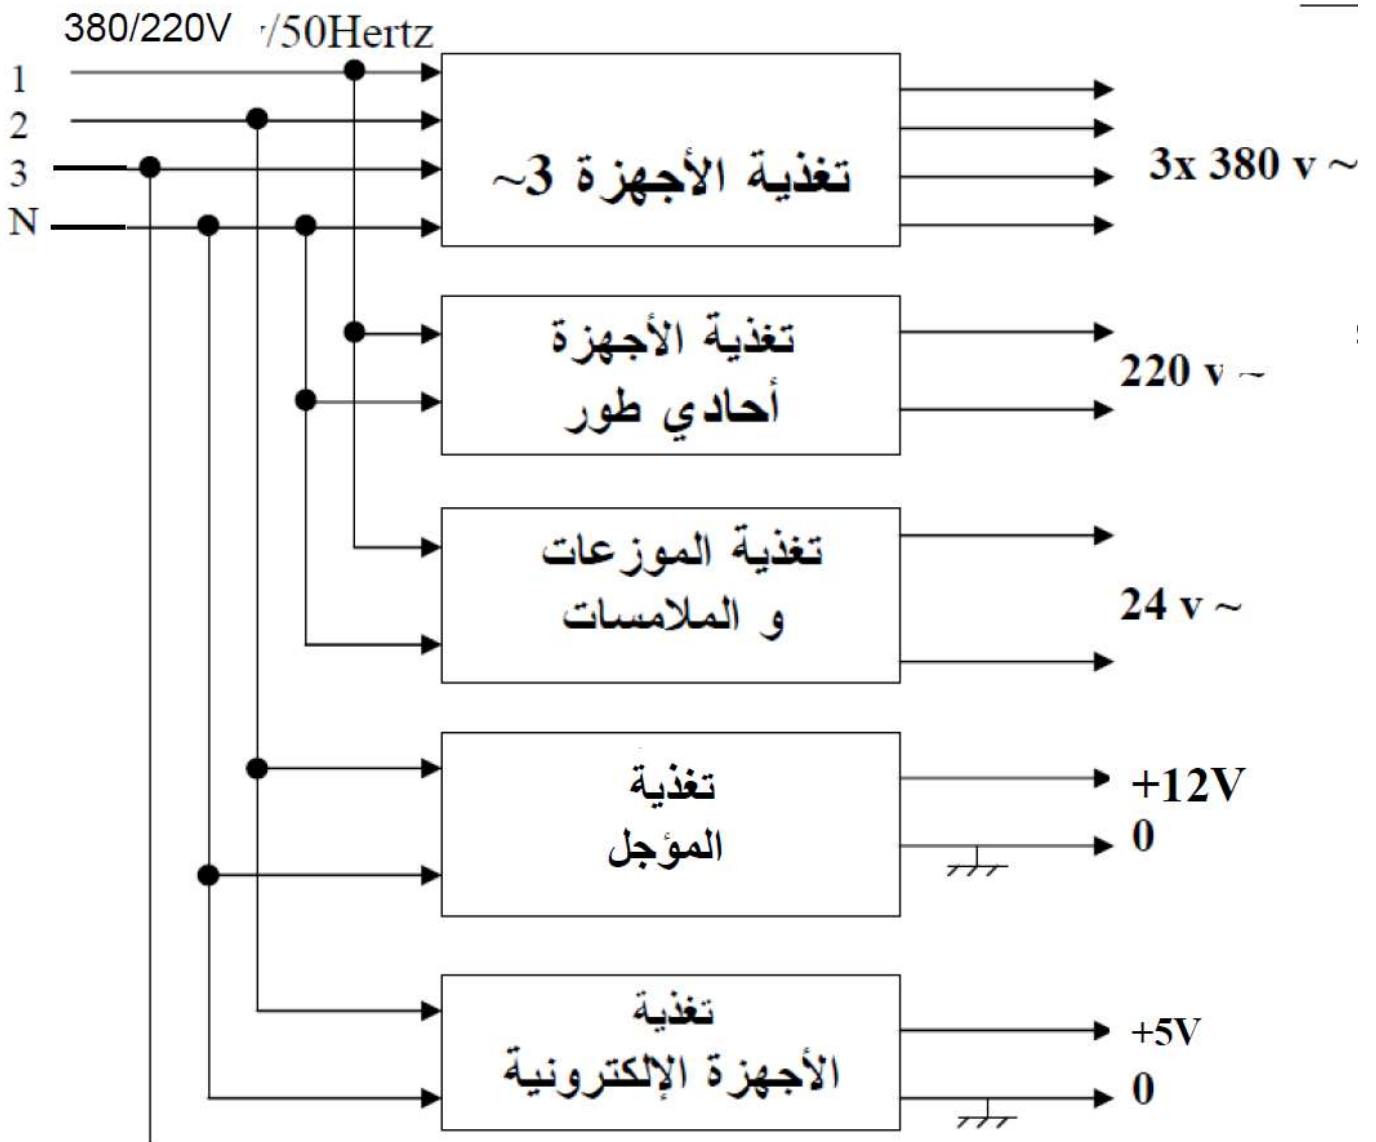 380/220V /50Hertz
1
2
3
N
تغذية الأجهزة 3~
3x 380 v ~
تغذية الأجهزة
أحادي طور
220 v ~
تغذية الموزعات
و الملامسات
24 v ~
تغذية
المؤجل
+12V
0
تغذية
الأجهزة الإلكترونية
+5V
0